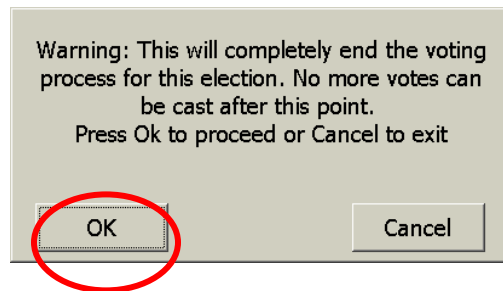 Warning: This will completely end the voting
process for this election. No more votes can
be cast after this point.
Press Ok to proceed or Cancel to exit
OK
Cancel